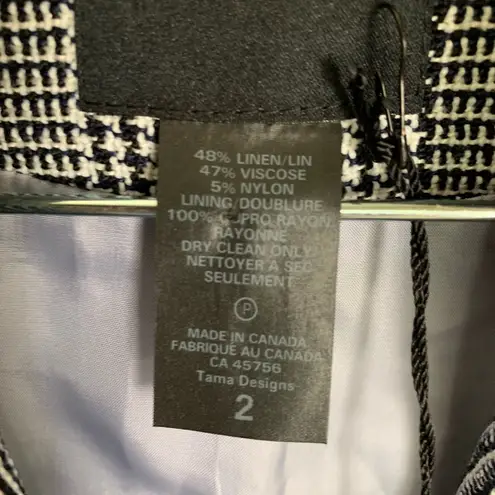 48% LINEN/LIN
47% VISCOSE
5% NYLON
LINING/DOUBLURE
100% CUPRO RAYON
RAYONNE
DRY CLEAN ONLY
NETTOYER À SEC
SEULEMENT
P
MADE IN CANADA
FABRIQUE AU CANADA
CA 45756
Tama Designs
2